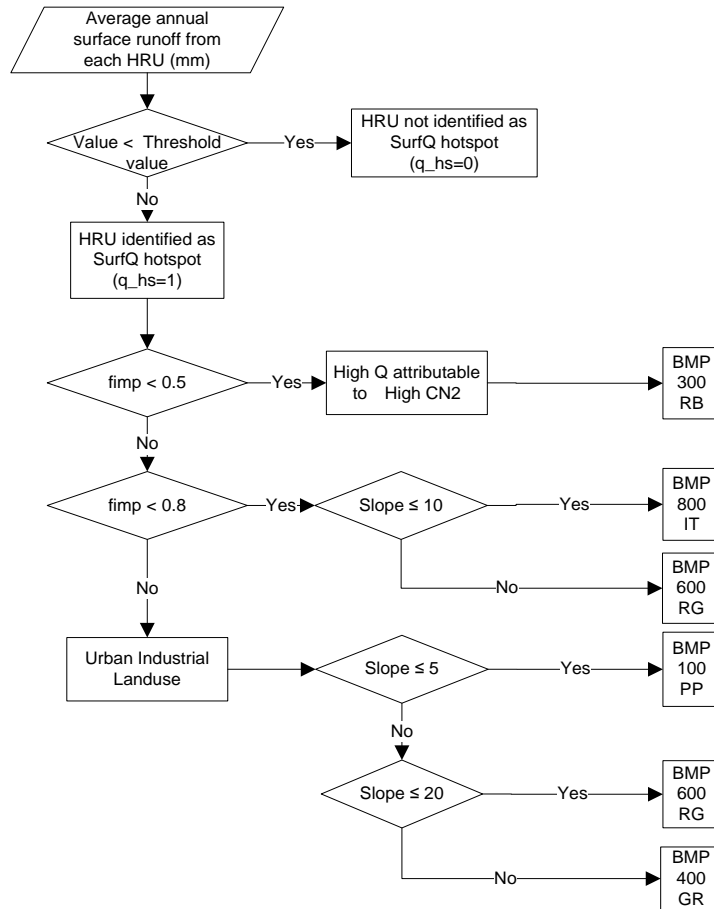 Average annual
surface runoff from
each HRU (mm)
Value < Threshold
value
Yes
HRU not identified as
SurfQ hotspot
(q_hs=0)
No
HRU identified as
SurfQ hotspot
(q_hs=1)
fimp < 0.5
Yes
High Q attributable
to High CN2
BMP
300
RB
No
fimp < 0.8
Yes
Slope ≤ 10
Yes
BMP
800
IT
No
BMP
600
RG
No
Urban Industrial
Landuse
Slope ≤ 5
Yes
BMP
100
PP
No
Slope ≤ 20
Yes
BMP
600
RG
No
BMP
400
GR